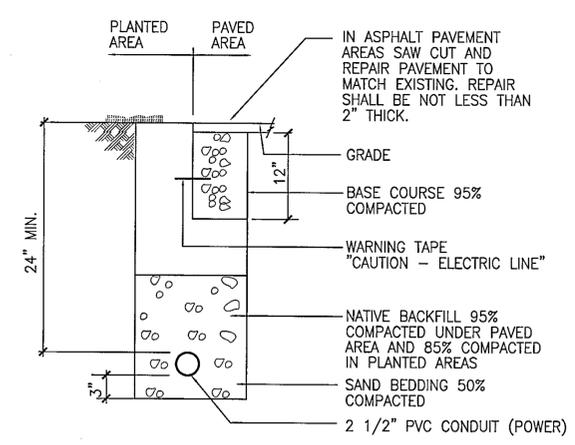 PLANTED
AREA
PAVED
AREA
IN ASPHALT PAVEMENT
AREAS SAW CUT AND
REPAIR PAVEMENT TO
MATCH EXISTING. REPAIR
SHALL BE NOT LESS THAN
2" THICK.
GRADE
12"
BASE COURSE 95%
COMPACTED
24" MIN.
WARNING TAPE
"CAUTION - ELECTRIC LINE"
NATIVE BACKFILL 95%
COMPACTED UNDER PAVED
AREA AND 85% COMPACTED
IN PLANTED AREAS
3"
SAND BEDDING 50%
COMPACTED
2 1/2" PVC CONDUIT (POWER)